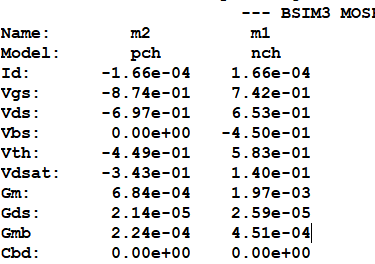 --- BSIM3 MOS
Name: m2 m1
Model: pch nch
Id: -1.66e-04 1.66e-04
Vgs: -8.74e-01 7.42e-01
Vds: -6.97e-01 6.53e-01
Vbs: 0.00e+00 -4.50e-01
Vth: -4.49e-01 5.83e-01
Vdsat: -3.43e-01 1.40e-01
Gm: 6.84e-04 1.97e-03
Gds: 2.14e-05 2.59e-05
Gmb 2.24e-04 4.51e-04
Cbd: 0.00e+00 0.00e+00